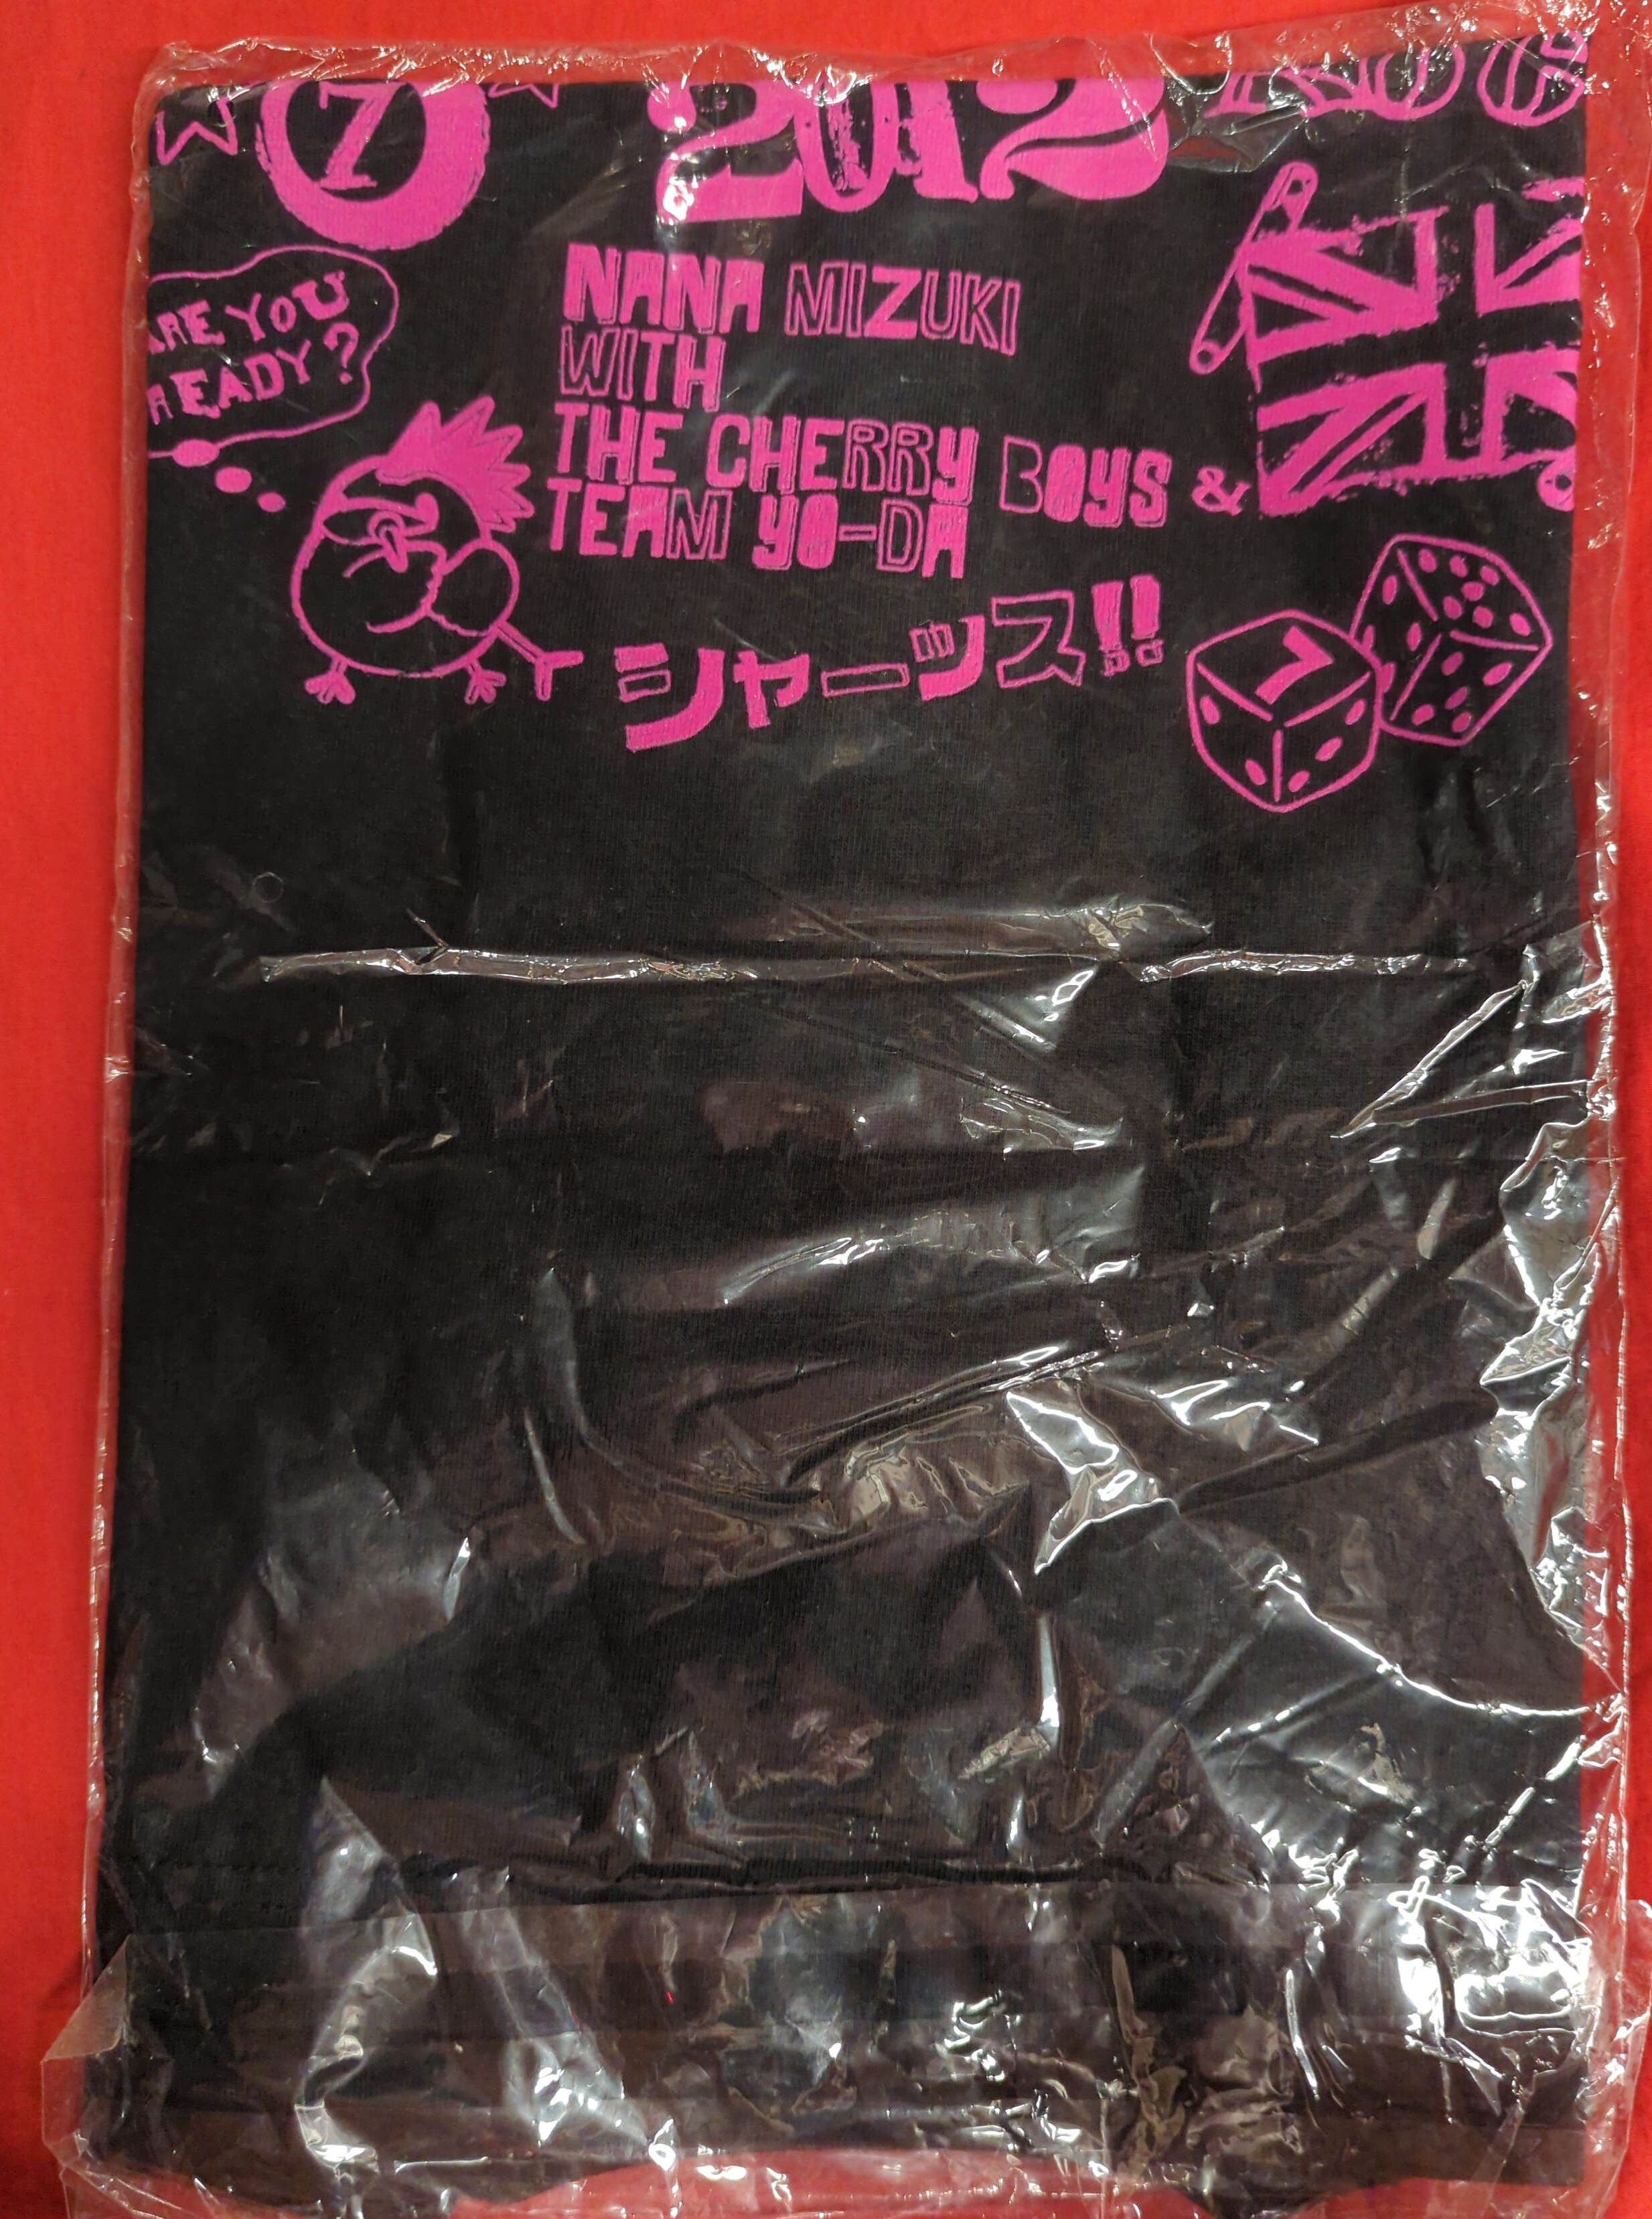 7
2012
ARE YOU
READY?
NANA MIZUKI
WITH
THE CHERRY BOYS &
TEAM YO-DA
シャーッス!!
7